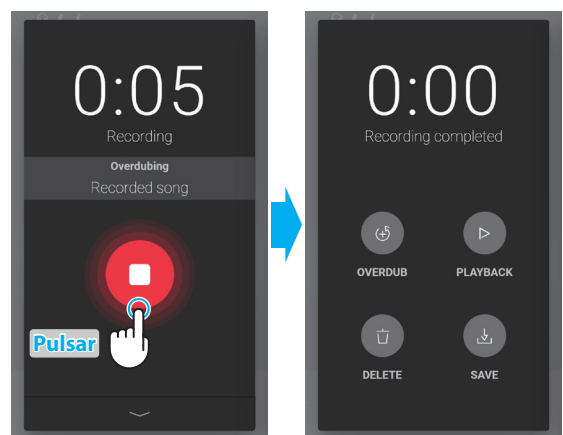 0:05
Recording
Overdubing
Recorded song
Pulsar
0:00
Recording completed
OVERDUB
PLAYBACK
DELETE
SAVE